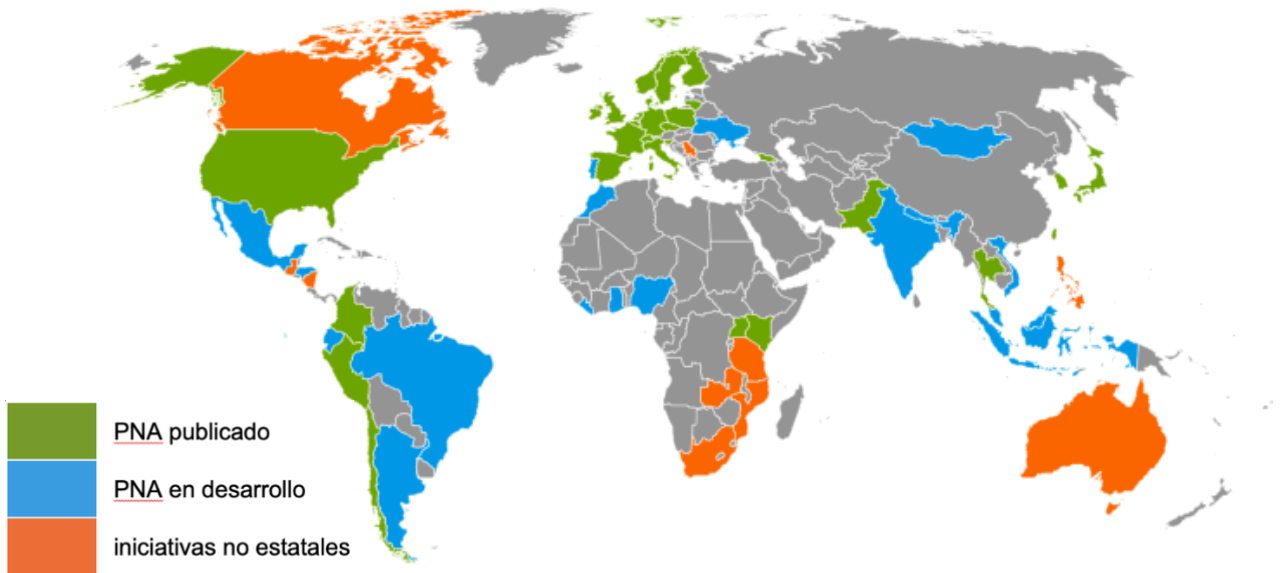 PNA publicado
PNA en desarrollo
iniciativas no estatales